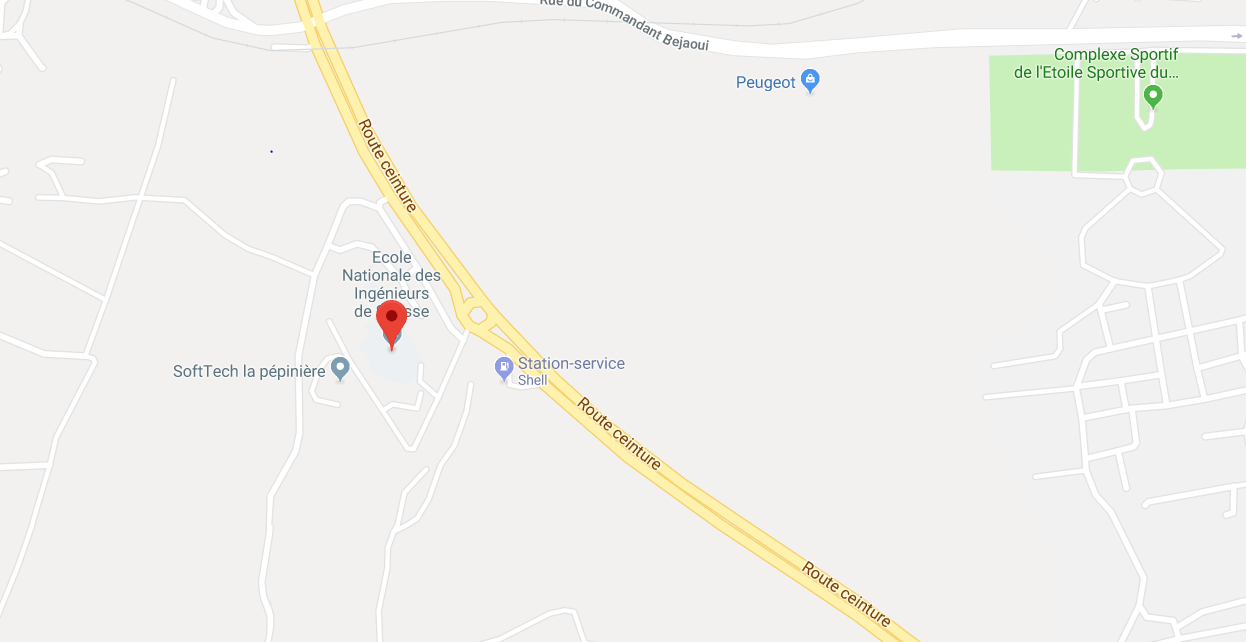 Rue du Commandant Bejaoui
Complexe Sportif
de l'Etoile Sportive du...
Peugeot
Route ceinture
Ecole
Nationale des
Ingénieurs
de
SoftTech la pépinière
Station-service
Shell
Route ceinture
Route ceinture